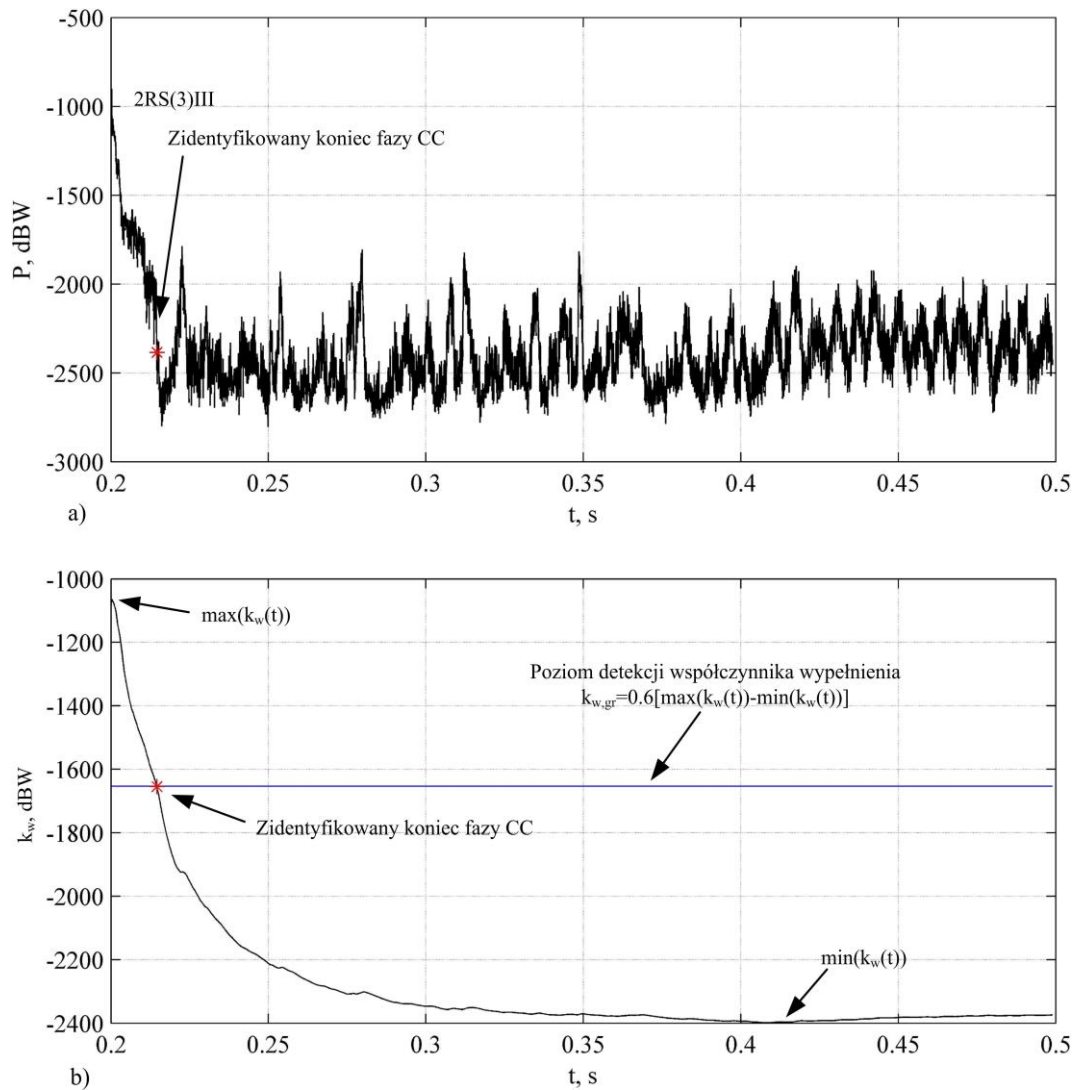 -500
-1000
-1500
-2000
-2500
-3000
P, dBW
2RS(3)III
Zidentyfikowany koniec fazy CC
0.2 0.25 0.3 0.35 0.4 0.45 0.5
a)
t, s
-1000
-1200
-1400
-1600
-1800
-2000
-2200
-2400
k_w, dBW
max(k_w(t))
Poziom detekcji współczynnika wypełnienia
k_{w,gr}=0.6[max(k_w(t))-min(k_w(t))]
Zidentyfikowany koniec fazy CC
min(k_w(t))
0.2 0.25 0.3 0.35 0.4 0.45 0.5
b)
t, s